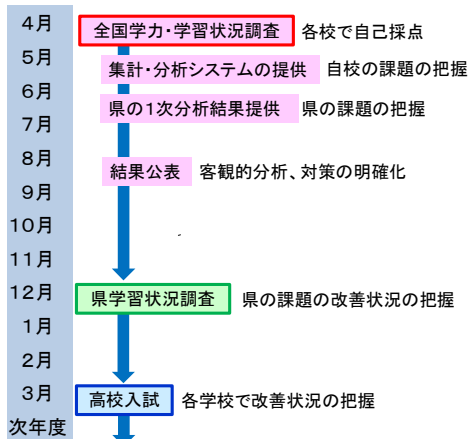 4月
全国学力・学習状況調査 各校で自己採点
5月
集計・分析システムの提供 自校の課題の把握
6月
県の1次分析結果提供 県の課題の把握
7月
8月
結果公表 客観的分析、対策の明確化
9月
10月
11月
12月
県学習状況調査 県の課題の改善状況の把握
1月
2月
3月
高校入試 各学校で改善状況の把握
次年度